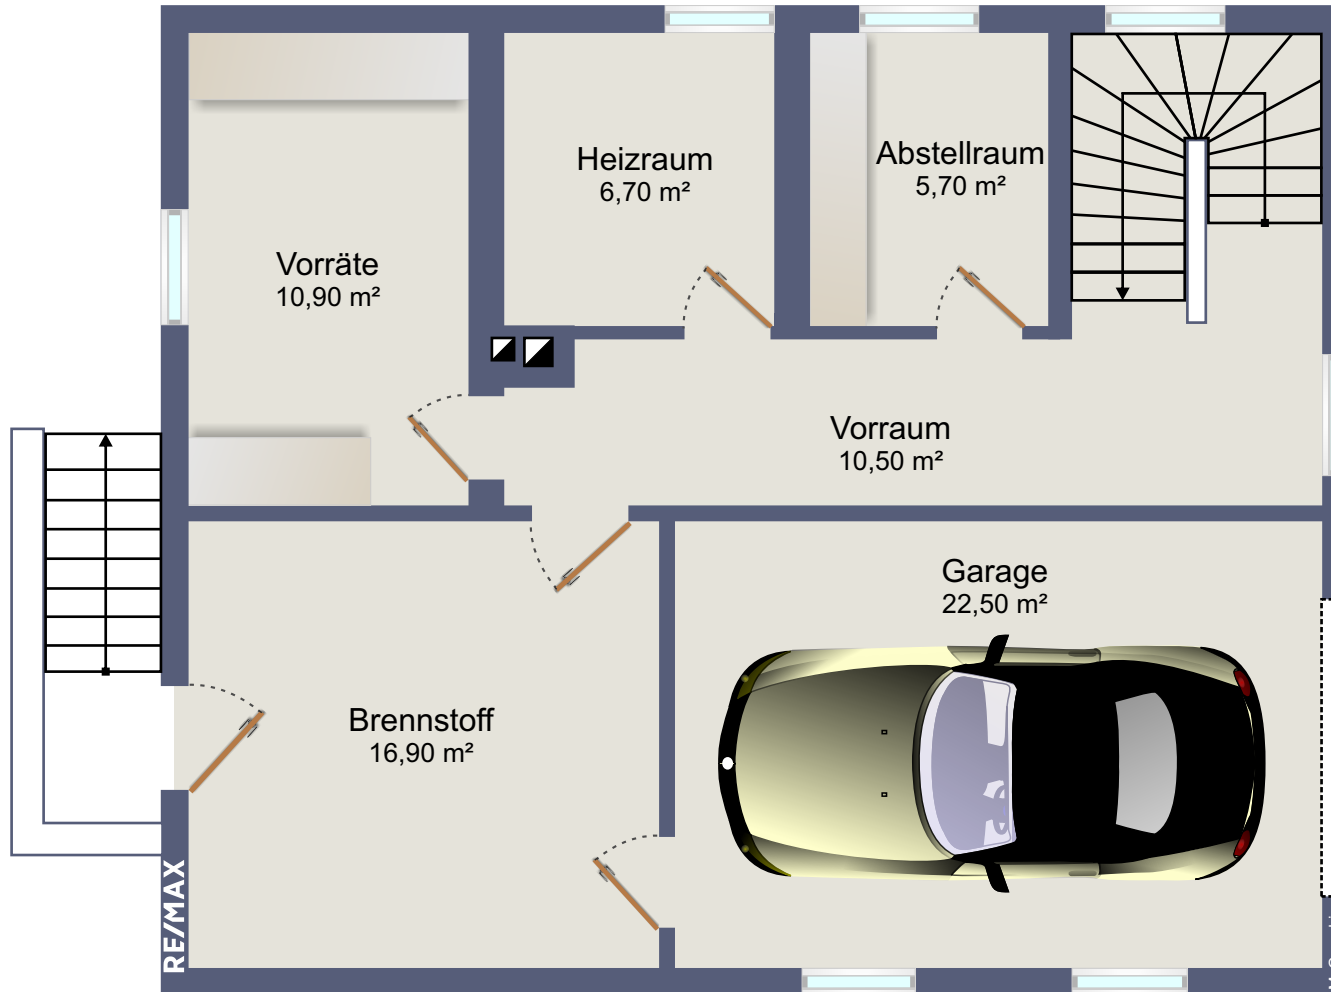 Heizraum
6,70 m²
Abstellraum
5,70 m²
Vorräte
10,90 m²
Vorraum
10,50 m²
Garage
22,50 m²
Brennstoff
16,90 m²
RE/MAX